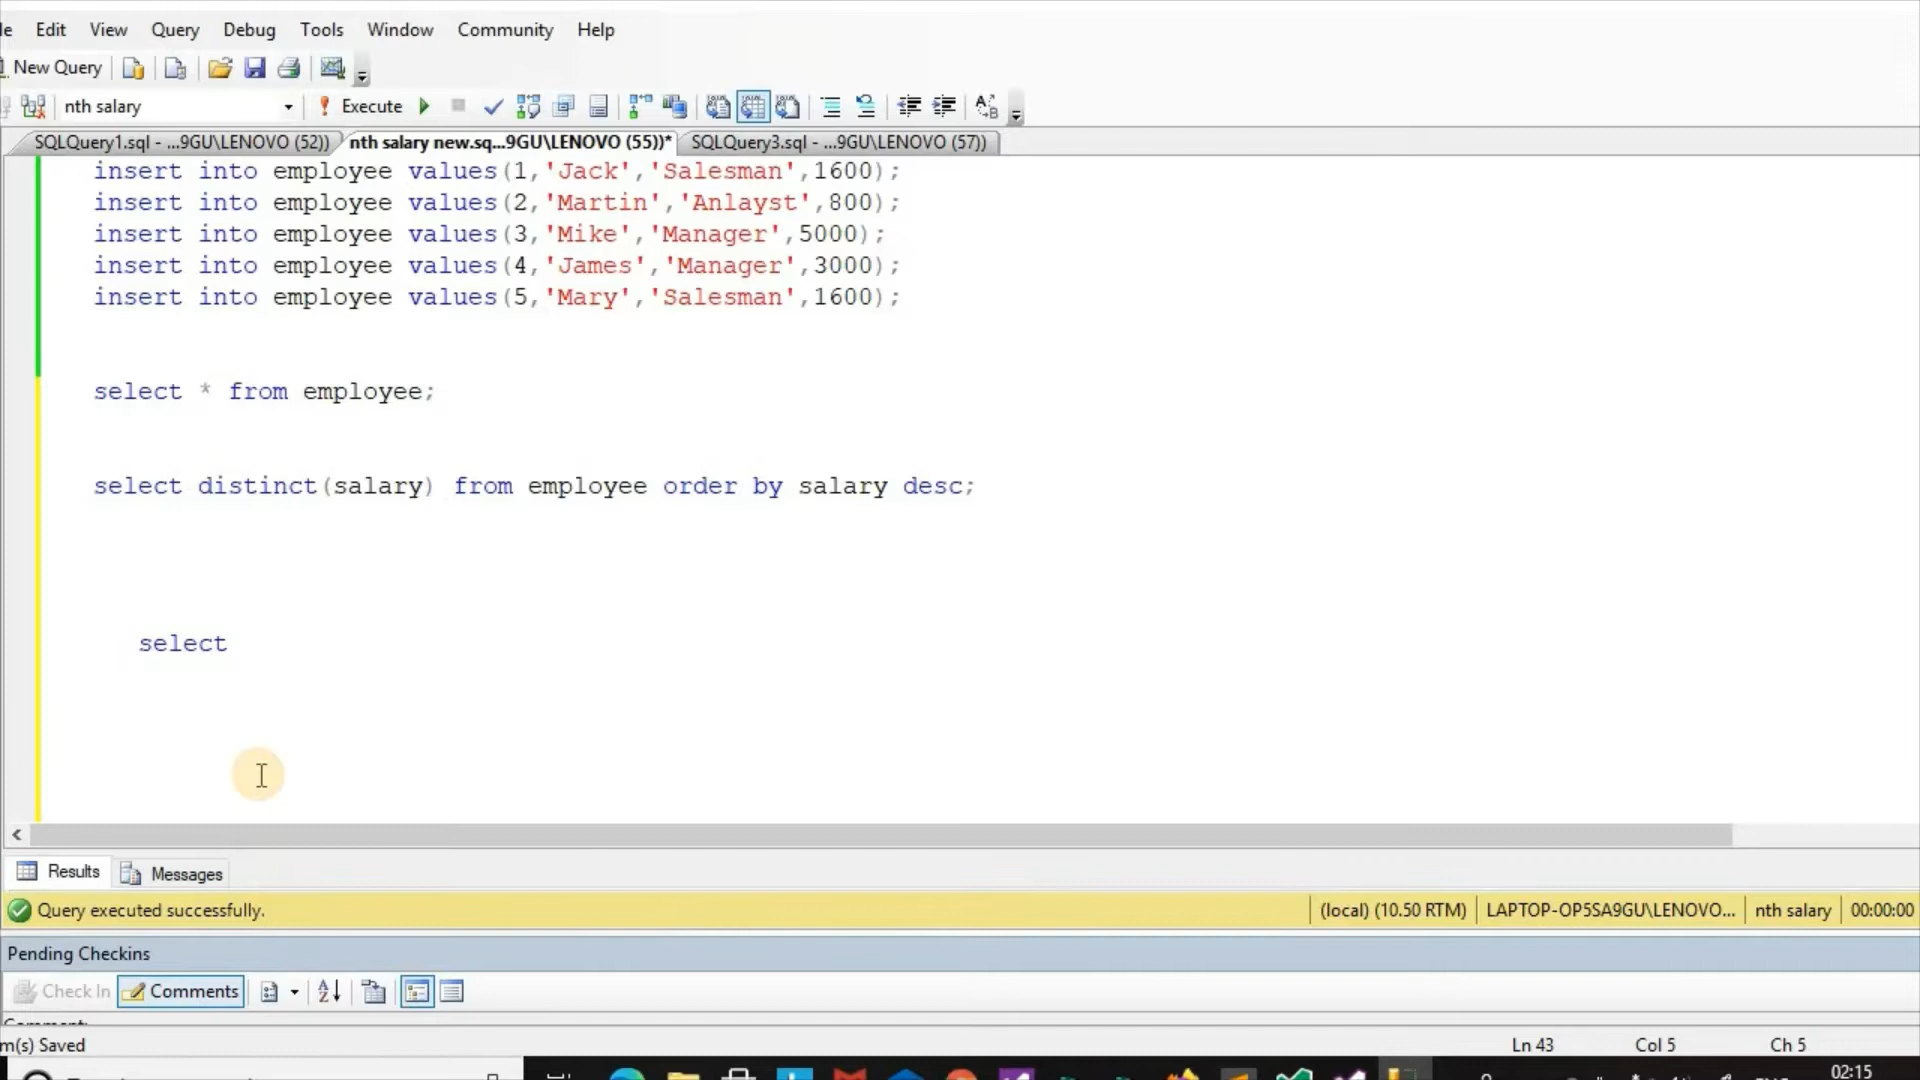 Edit View Query Debug Tools Window Community Help
New Query
nth salary Execute
SQLQuery1.sql - ...9GU\LENOVO (52)) nth salary new.sq...9GU\LENOVO (55))* SQLQuery3.sql - ...9GU\LENOVO (57))
insert into employee values(1,'Jack','Salesman',1600);
insert into employee values(2,'Martin','Anlayst',800);
insert into employee values(3,'Mike','Manager',5000);
insert into employee values(4,'James','Manager',3000);
insert into employee values(5,'Mary','Salesman',1600);
select * from employee;
select distinct(salary) from employee order by salary desc;
select
Results Messages
Query executed successfully. (local) (10.50 RTM) LAPTOP-OP5SA9GU\LENOVO... nth salary 00:00:00
Pending Checkins
Check In Comments
m(s) Saved Ln 43 Col 5 Ch 5
02:15